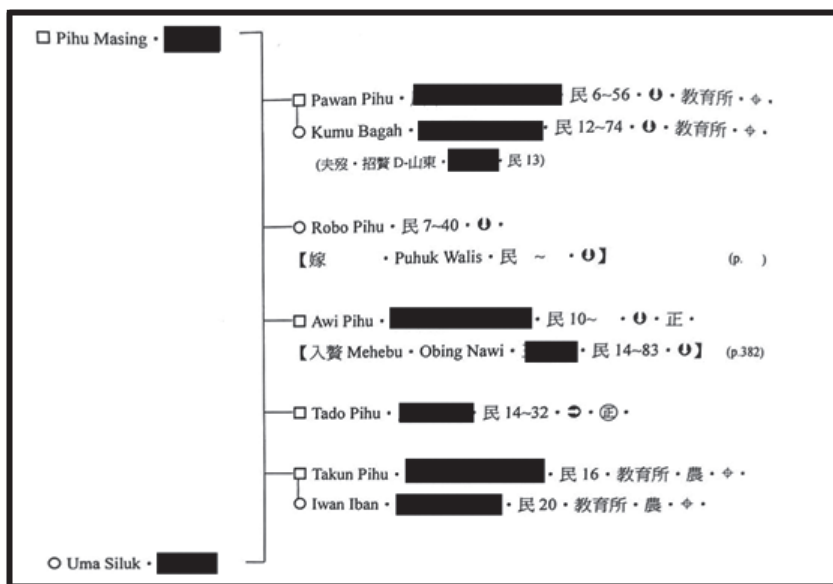 □ Pihu Masing・
□ Pawan Pihu・民 6~56・・教育所・・
○ Kumu Bagah・民 12~74・・教育所・・
(夫歿・招贅 D-山東・・民 13)
○ Robo Pihu・民 7~40・・
【嫁・Puhuk Walis・民 ~ ・】 (p. )
□ Awi Pihu・民 10~ ・・正・
【入贅 Mehebu・Obing Nawi・・民 14~83・】 (p.382)
□ Tado Pihu・民 14~32・・㊣・
□ Takun Pihu・民 16・教育所・農・・
○ Iwan Iban・民 20・教育所・農・・
○ Uma Siluk・